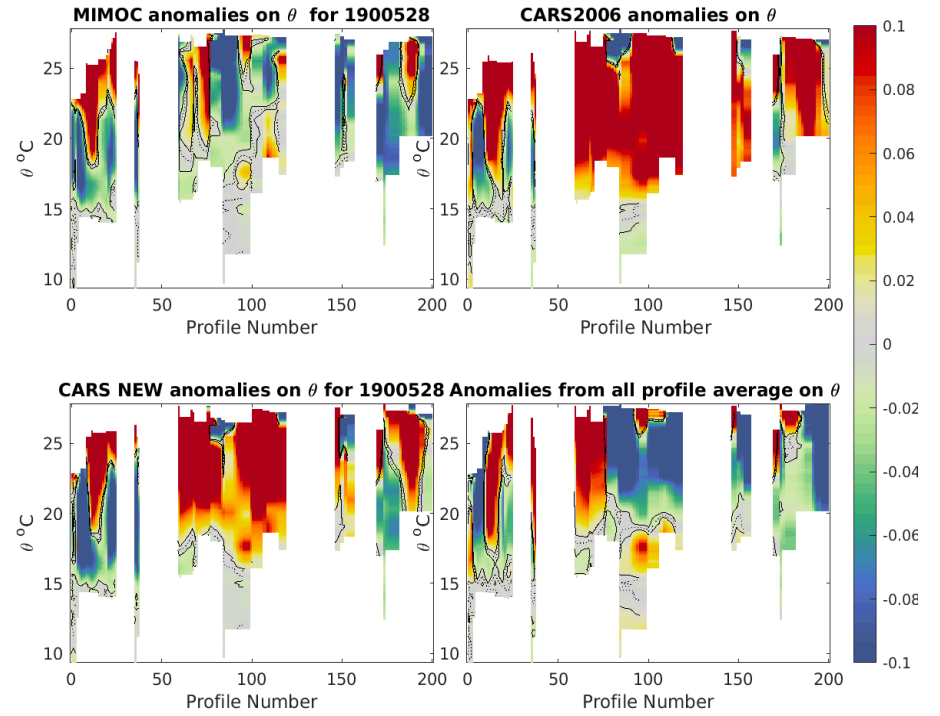 MIMOC anomalies on θ for 1900528
CARS2006 anomalies on θ
25
20
15
10
θ °C
0 50 100 150 200
Profile Number
25
20
15
10
θ °C
0 50 100 150 200
Profile Number
CARS NEW anomalies on θ for 1900528
Anomalies from all profile average on θ
25
20
15
10
θ °C
0 50 100 150 200
Profile Number
25
20
15
10
θ °C
0 50 100 150 200
Profile Number
0.1
0.08
0.06
0.04
0.02
0
-0.02
-0.04
-0.06
-0.08
-0.1